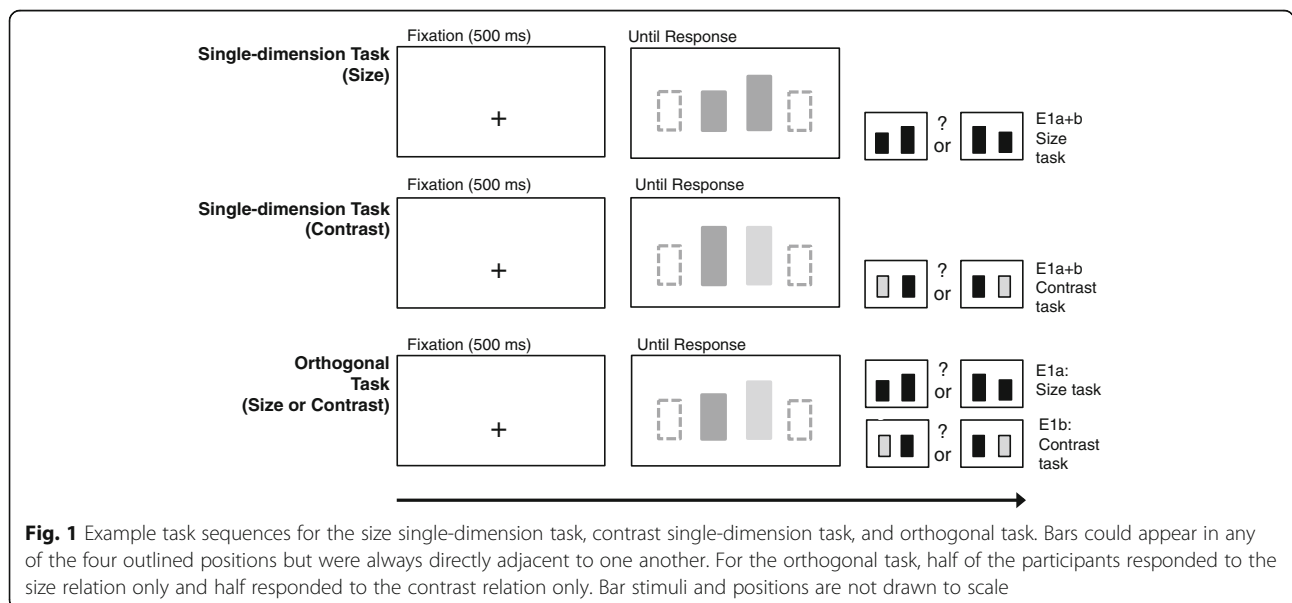 Single-dimension Task
(Size)
Fixation (500 ms)
+
Until Response
?
or
E1a+b
Size
task
Single-dimension Task
(Contrast)
Fixation (500 ms)
+
Until Response
?
or
E1a+b
Contrast
task
Orthogonal
Task
(Size or Contrast)
Fixation (500 ms)
+
Until Response
?
or
E1a:
Size task
?
or
E1b:
Contrast
task
Fig. 1 Example task sequences for the size single-dimension task, contrast single-dimension task, and orthogonal task. Bars could appear in any
of the four outlined positions but were always directly adjacent to one another. For the orthogonal task, half of the participants responded to the
size relation only and half responded to the contrast relation only. Bar stimuli and positions are not drawn to scale